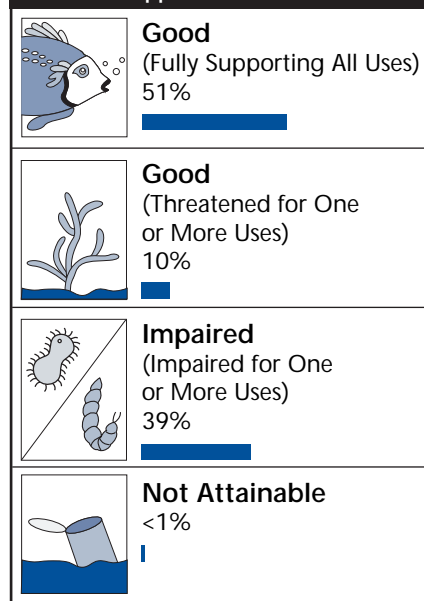 Good
(Fully Supporting All Uses)
51%
Good
(Threatened for One
or More Uses)
10%
Impaired
(Impaired for One
or More Uses)
39%
Not Attainable
<1%